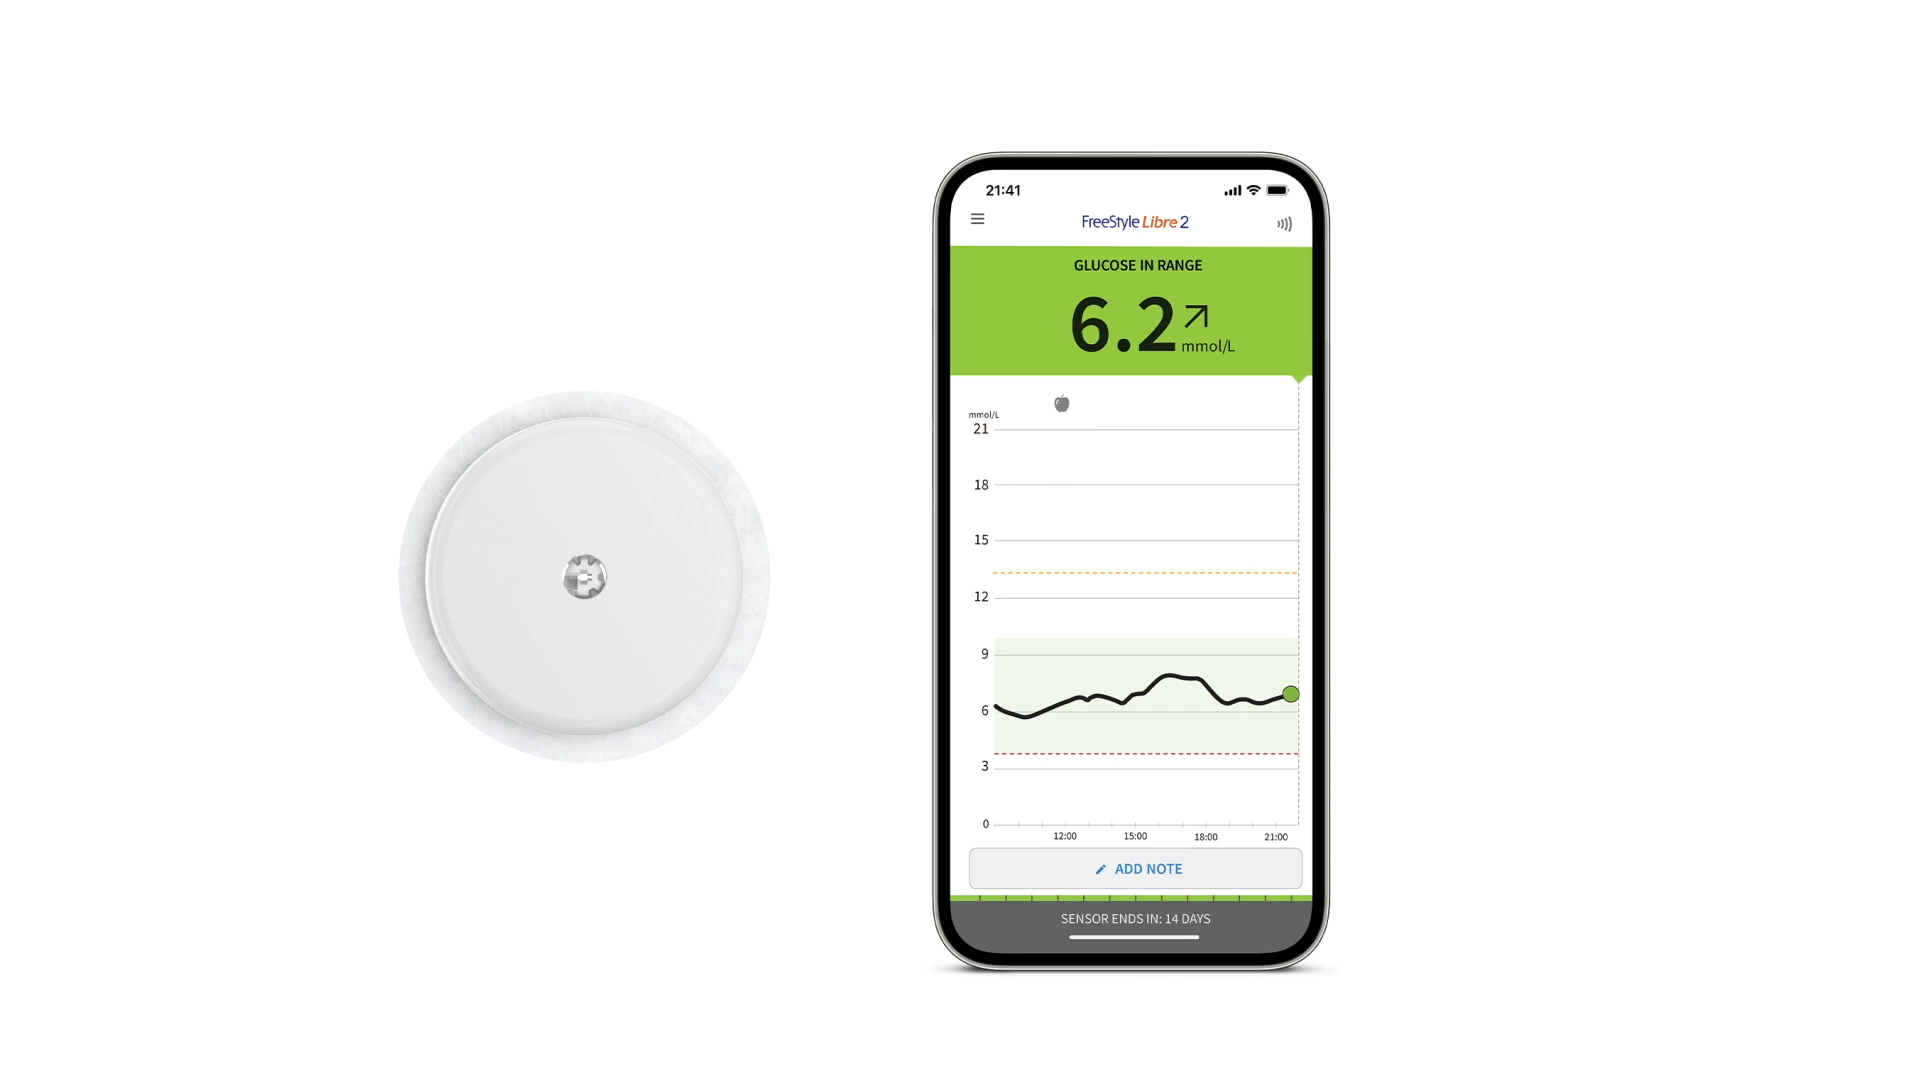 21:41
FreeStyle Libre 2
GLUCOSE IN RANGE
6.2
mmol/L
mmol/L
21
18
15
12
9
6
3
0
12:00 15:00 18:00 21:00
ADD NOTE
SENSOR ENDS IN: 14 DAYS